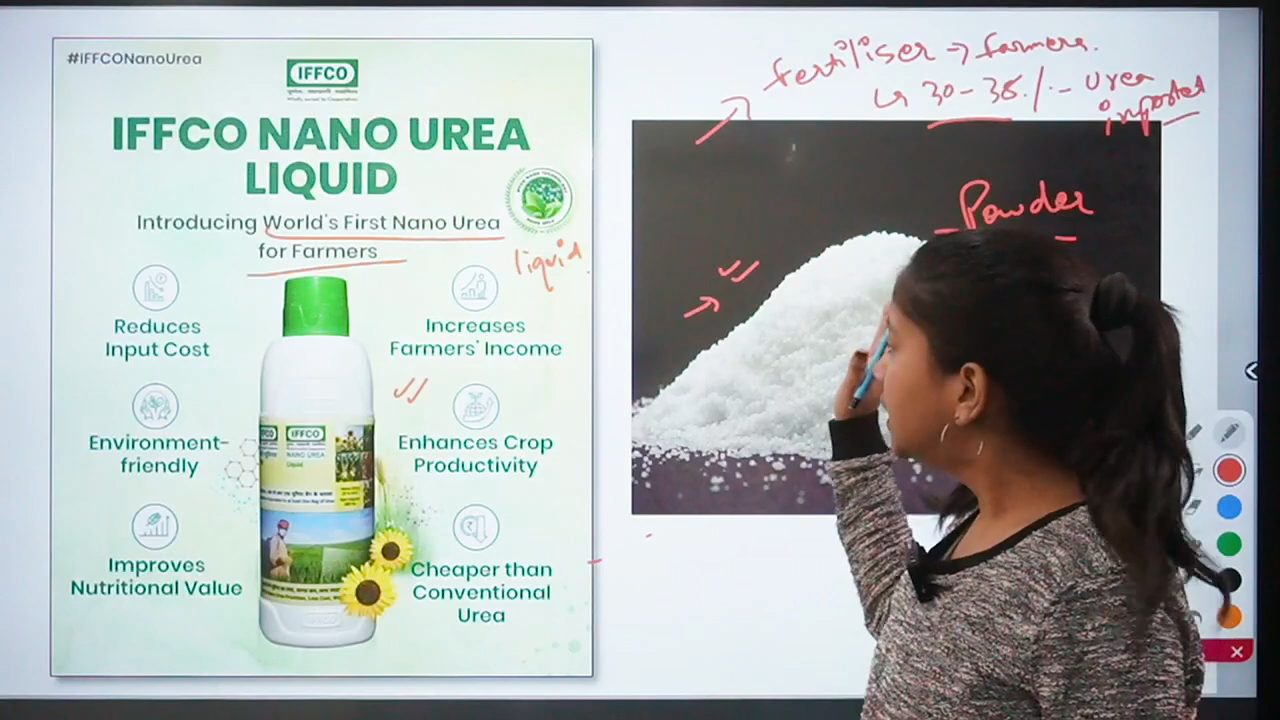 #IFFCONanoUrea
IFFCO
IFFCO NANO UREA
LIQUID
Introducing World's First Nano Urea
for Farmers
liquid.
Reduces
Input Cost
Increases
Farmers' Income
Environment-
friendly
Enhances Crop
Productivity
Improves
Nutritional Value
Cheaper than
Conventional
Urea
IFFCO
NANO UREA
Liquid
fertiliser → farmers.
↳ 30-35% - urea
imported
Powder